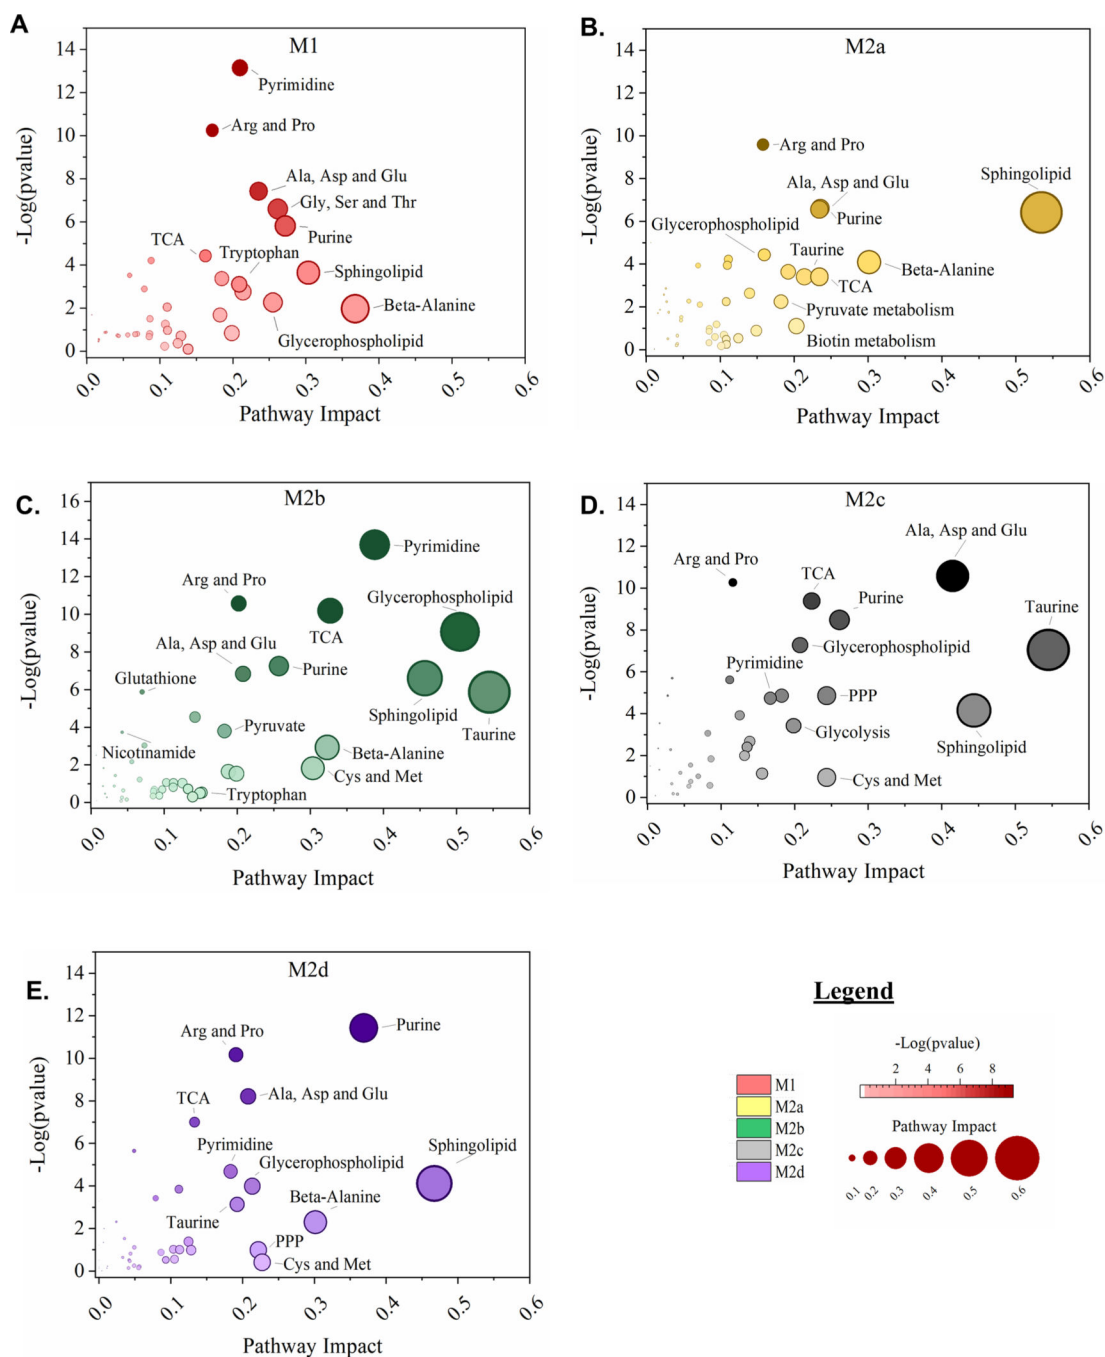 A
M1
14
12
10
8
6
4
2
0
-Log(pvalue)
Pyrimidine
Arg and Pro
Ala, Asp and Glu
Gly, Ser and Thr
TCA
Tryptophan
Purine
Sphingolipid
Beta-Alanine
Glycerophospholipid
0.0 0.1 0.2 0.3 0.4 0.5 0.6
Pathway Impact
B.
M2a
14
12
10
8
6
4
2
0
-Log(pvalue)
Arg and Pro
Sphingolipid
Ala, Asp and Glu
Purine
Glycerophospholipid
Taurine
Beta-Alanine
TCA
Pyruvate metabolism
Biotin metabolism
0.0 0.1 0.2 0.3 0.4 0.5 0.6
Pathway Impact
C.
M2b
16
14
12
10
8
6
4
2
0
-Log(pvalue)
Pyrimidine
Arg and Pro
Glycerophospholipid
TCA
Ala, Asp and Glu
Purine
Glutathione
Sphingolipid
Pyruvate
Taurine
Nicotinamide
Beta-Alanine
Cys and Met
Tryptophan
0.0 0.1 0.2 0.3 0.4 0.5 0.6
Pathway Impact
D.
M2c
14
12
10
8
6
4
2
0
-Log(pvalue)
Ala, Asp and Glu
Arg and Pro
TCA
Purine
Taurine
Glycerophospholipid
Pyrimidine
PPP
Glycolysis
Sphingolipid
Cys and Met
0.0 0.1 0.2 0.3 0.4 0.5 0.6
Pathway Impact
E.
M2d
14
12
10
8
6
4
2
0
-Log(pvalue)
Purine
Arg and Pro
TCA
Ala, Asp and Glu
Pyrimidine
Sphingolipid
Glycerophospholipid
Beta-Alanine
Taurine
PPP
Cys and Met
0.0 0.1 0.2 0.3 0.4 0.5 0.6
Pathway Impact
Legend
M1
M2a
M2b
M2c
M2d
-Log(pvalue)
2 4 6 8
Pathway Impact
0.1 0.2 0.3 0.4 0.5 0.6